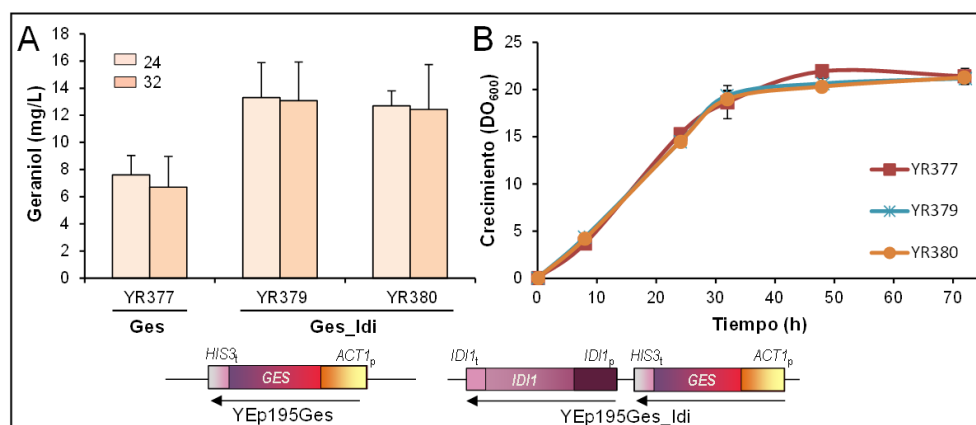 A
Geraniol (mg/L)
18
16
14
12
10
8
6
4
2
0
24
32
YR377
YR379
YR380
Ges
Ges_Idi
B
Crecimiento (DO600)
25
20
15
10
5
0
0
10
20
30
40
50
60
70
Tiempo (h)
YR377
YR379
YR380
HIS3t
ACT1p
GES
YEp195Ges
IDI1t
IDI1p
HIS3t
ACT1p
IDI1
GES
YEp195Ges_Idi